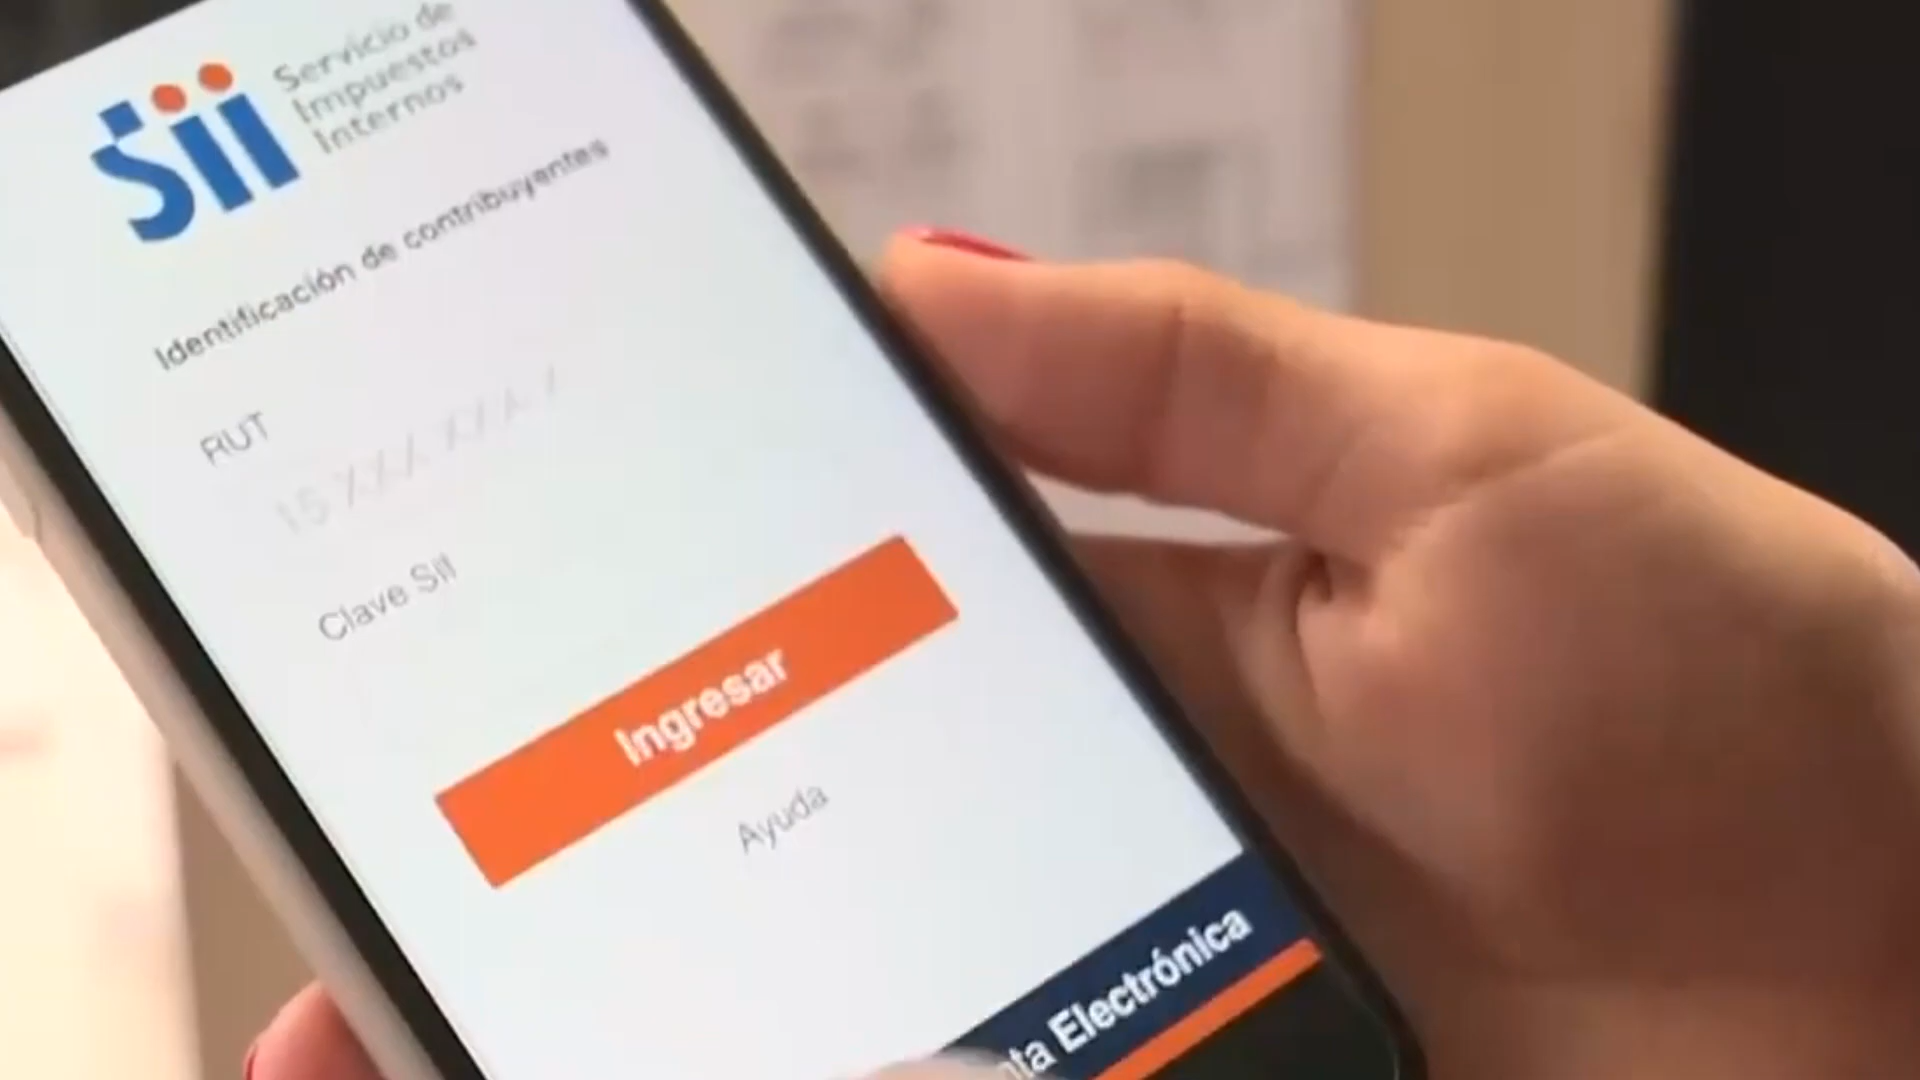 Sii
Servicio de
Impuestos
Internos
Identificación de contribuyentes
RUT
Clave SII
Ingresar
Ayuda
Electrónica